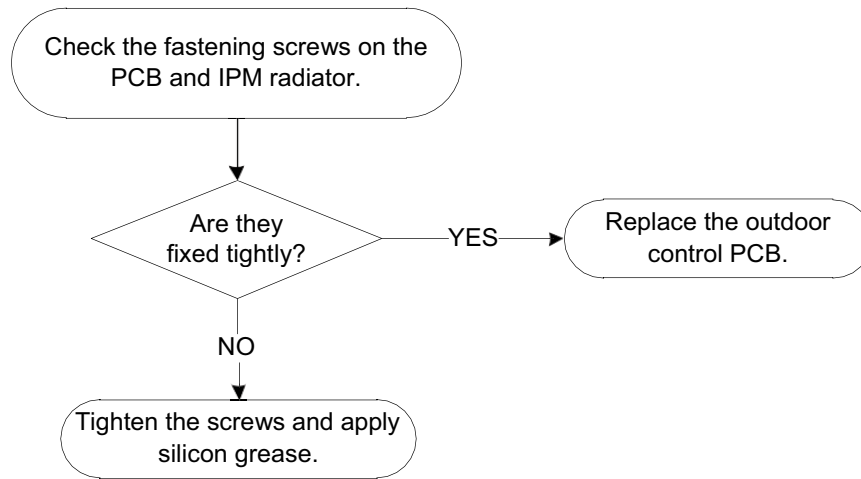 Check the fastening screws on the
PCB and IPM radiator.
Are they
fixed tightly?
YES
Replace the outdoor
control PCB.
NO
Tighten the screws and apply
silicon grease.